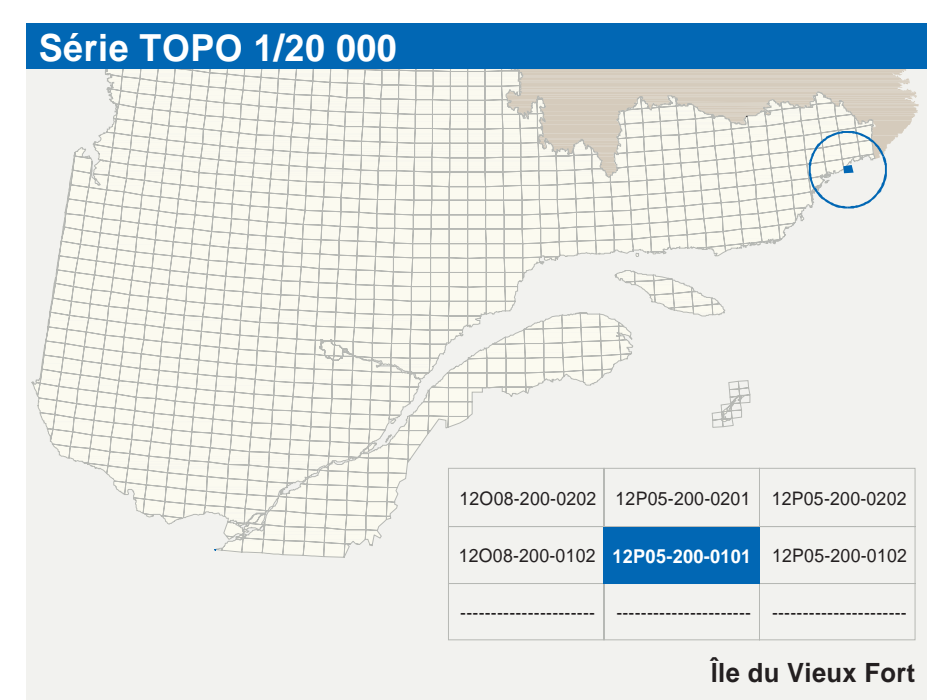 Série TOPO 1/20 000
12O08-200-0202 12P05-200-0201 12P05-200-0202
12O08-200-0102 12P05-200-0101 12P05-200-0102
---------------------- ---------------------- ----------------------
Île du Vieux Fort